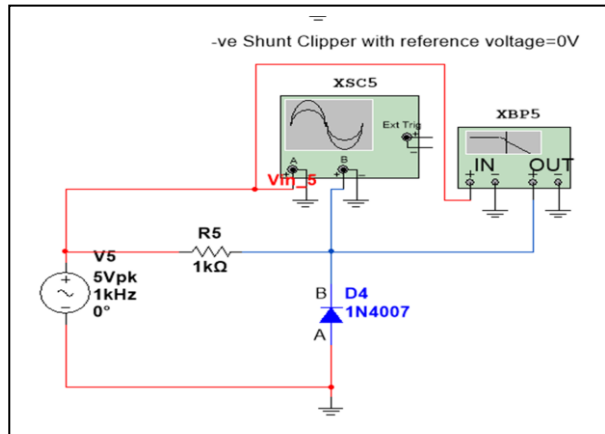 -ve Shunt Clipper with reference voltage=0V
XSC5
Ext Trig
+
-
A
B
+ - + -
XBP5
IN OUT
+ - + -
Vin_5
R5
1kΩ
V5
5Vpk
1kHz
0°
B
D4
1N4007
A